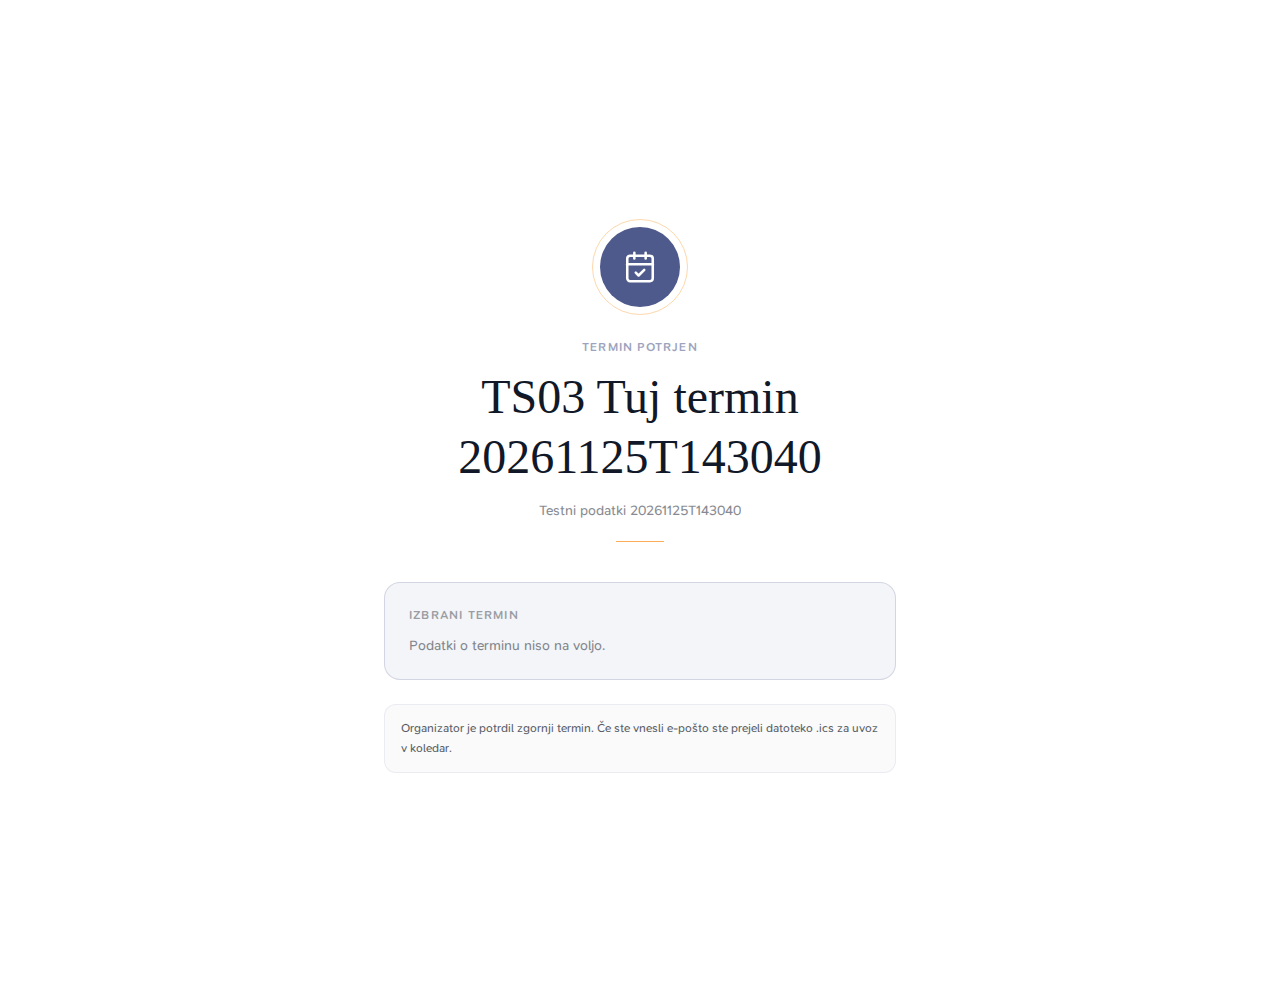 TERMIN POTRJEN
TS03 Tuj termin
20261125T143040
Testni podatki 20261125T143040
IZBRANI TERMIN
Podatki o terminu niso na voljo.
Organizator je potrdil zgornji termin. Če ste vnesli e-pošto ste prejeli datoteko .ics za uvoz
v koledar.